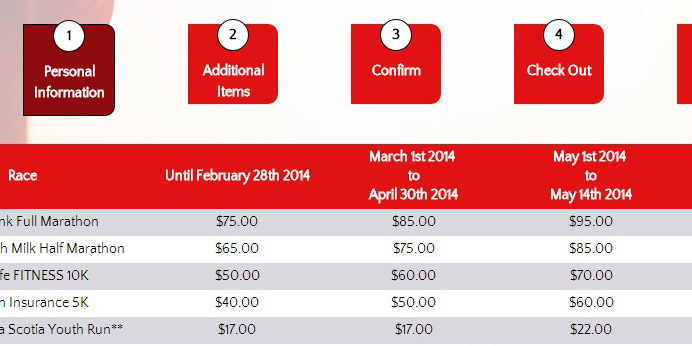 1
2
3
4
Personal
Information
Additional
Items
Confirm
Check Out
Race
Until February 28th 2014
March 1st 2014
to
April 30th 2014
May 1st 2014
to
May 14th 2014
nk Full Marathon $75.00 $85.00 $95.00
h Milk Half Marathon $65.00 $75.00 $85.00
fe FITNESS 10K $50.00 $60.00 $70.00
n Insurance 5K $40.00 $50.00 $60.00
a Scotia Youth Run** $17.00 $17.00 $22.00